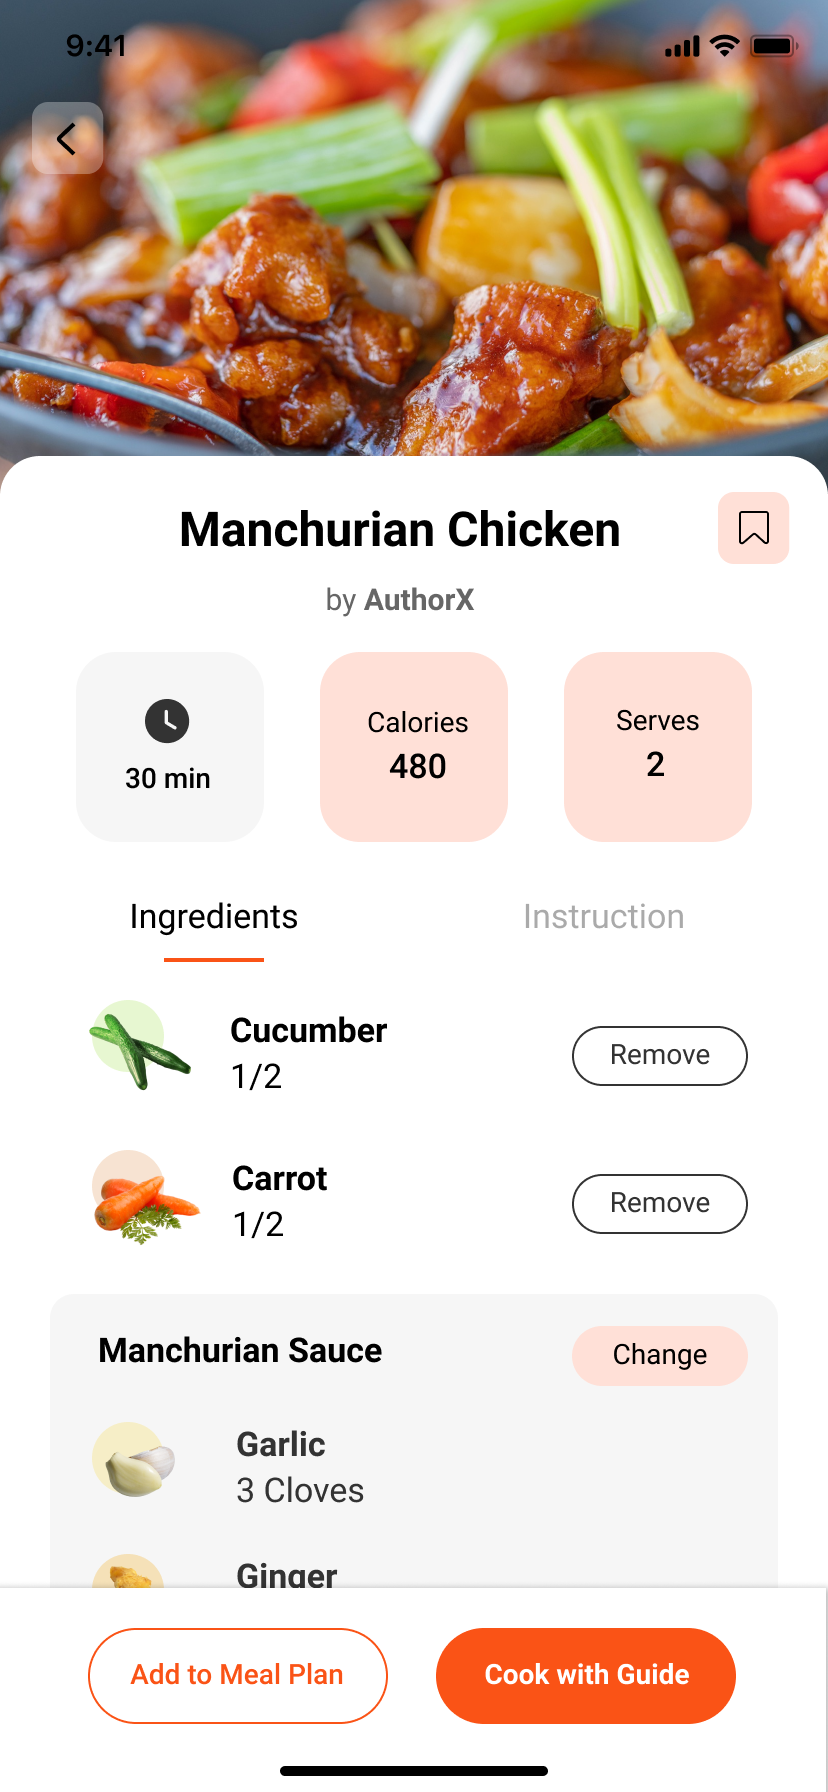 9:41
Manchurian Chicken
by AuthorX
30 min
Calories
480
Serves
2
Ingredients
Instruction
Cucumber
1/2
Remove
Carrot
1/2
Remove
Manchurian Sauce
Change
Garlic
3 Cloves
Ginger
Add to Meal Plan
Cook with Guide